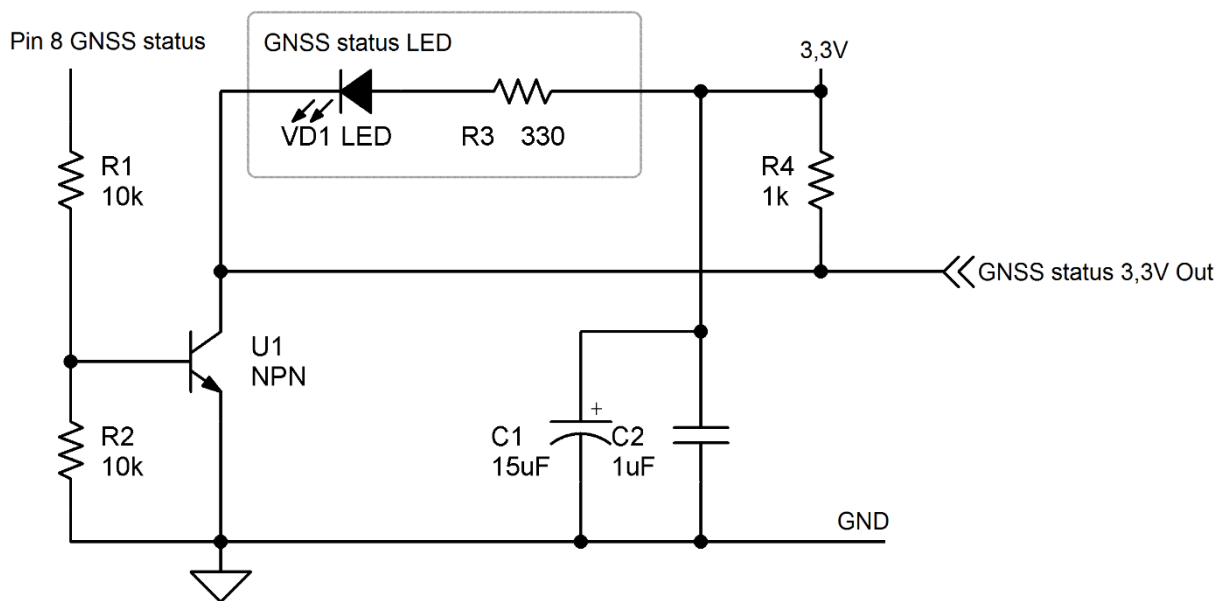 Pin 8 GNSS status
GNSS status LED
3,3V
VD1 LED
R3 330
R1
10k
R4
1k
GNSS status 3,3V Out
U1
NPN
R2
10k
+
C1
15uF
C2
1uF
GND